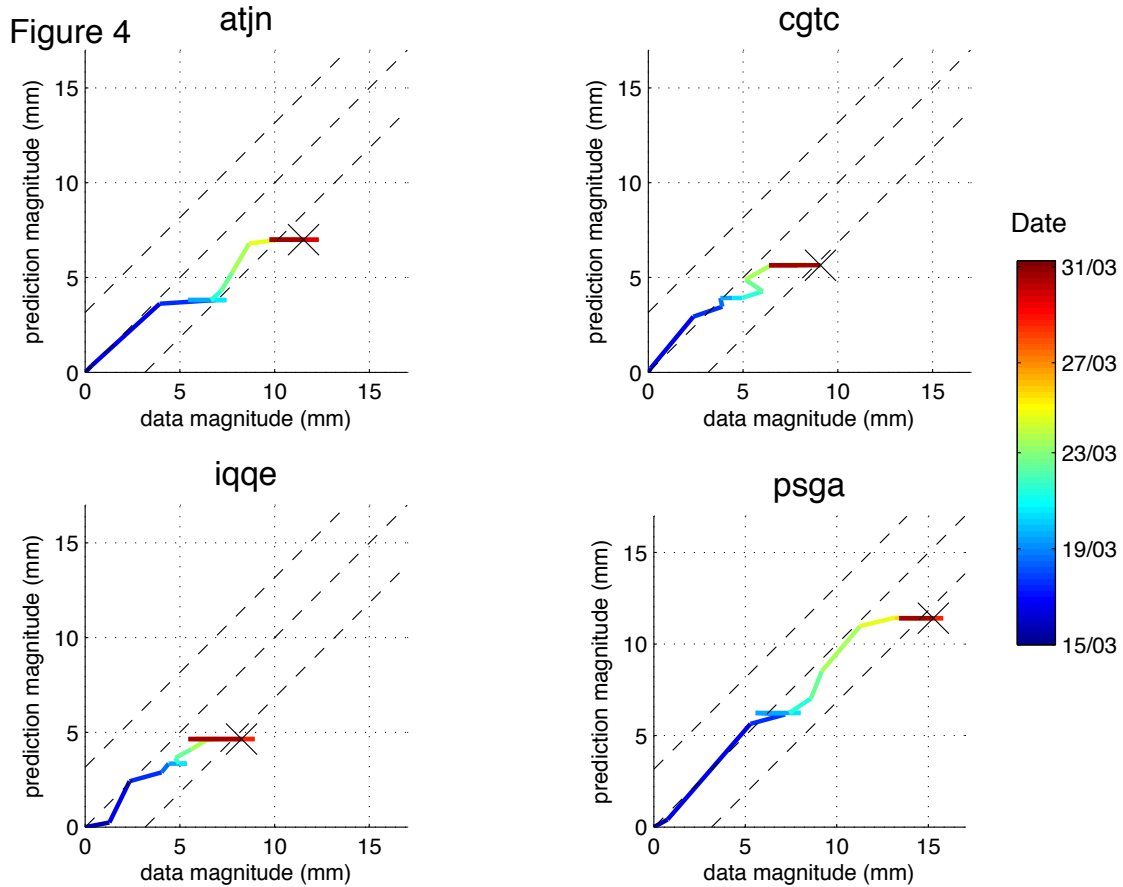 Figure 4
atjn
prediction magnitude (mm)
15
10
5
0
0 5 10 15
data magnitude (mm)
cgtc
prediction magnitude (mm)
15
10
5
0
0 5 10 15
data magnitude (mm)
iqqe
prediction magnitude (mm)
15
10
5
0
0 5 10 15
data magnitude (mm)
psga
prediction magnitude (mm)
15
10
5
0
0 5 10 15
data magnitude (mm)
Date
31/03
27/03
23/03
19/03
15/03